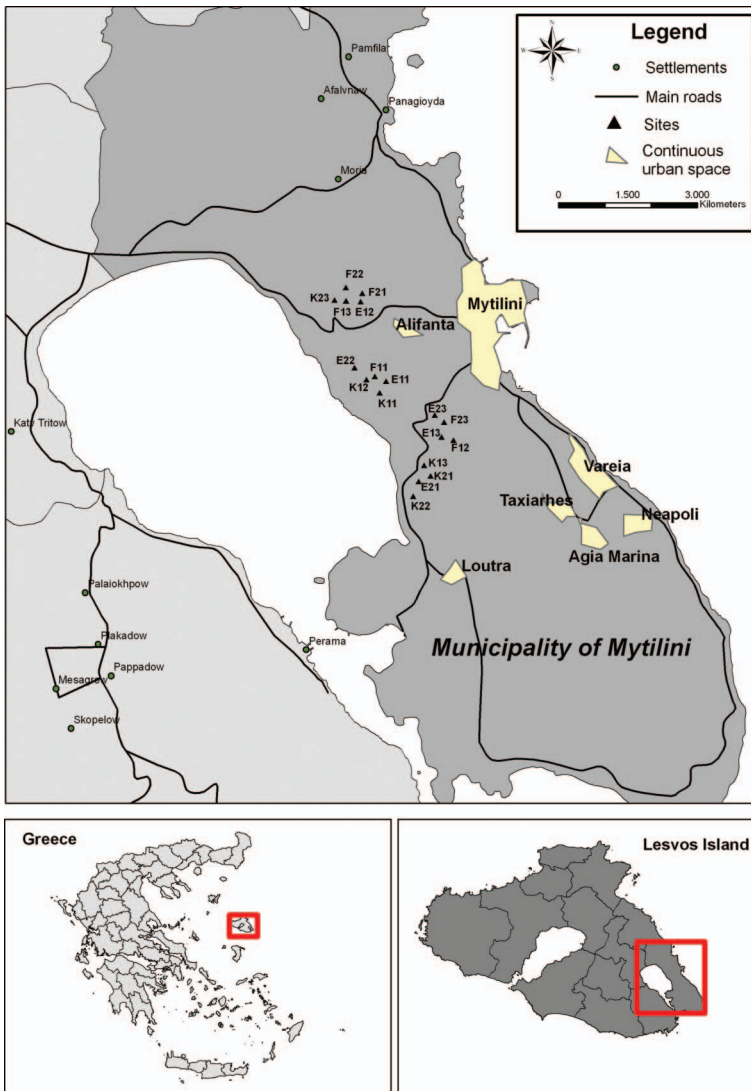 Legend
N
W
E
S
Settlements
Main roads
Sites
Continuous
urban space
0
1.500
3.000
Kilometers
Pamfila
Afalvnaw
Panagioyda
Moria
F22
F21
K23
F13
E12
Mytilini
Alifanta
E22
F11
E11
K12
K11
E23
F23
E13
F12
K13
K21
E21
K22
Katv Tritow
Vareia
Taxiarhes
Neapoli
Agia Marina
Loutra
Palaiokhpow
Plakadow
Perama
Municipality of Mytilini
Pappadow
Mesagrow
Skopelow
Greece
Lesvos Island